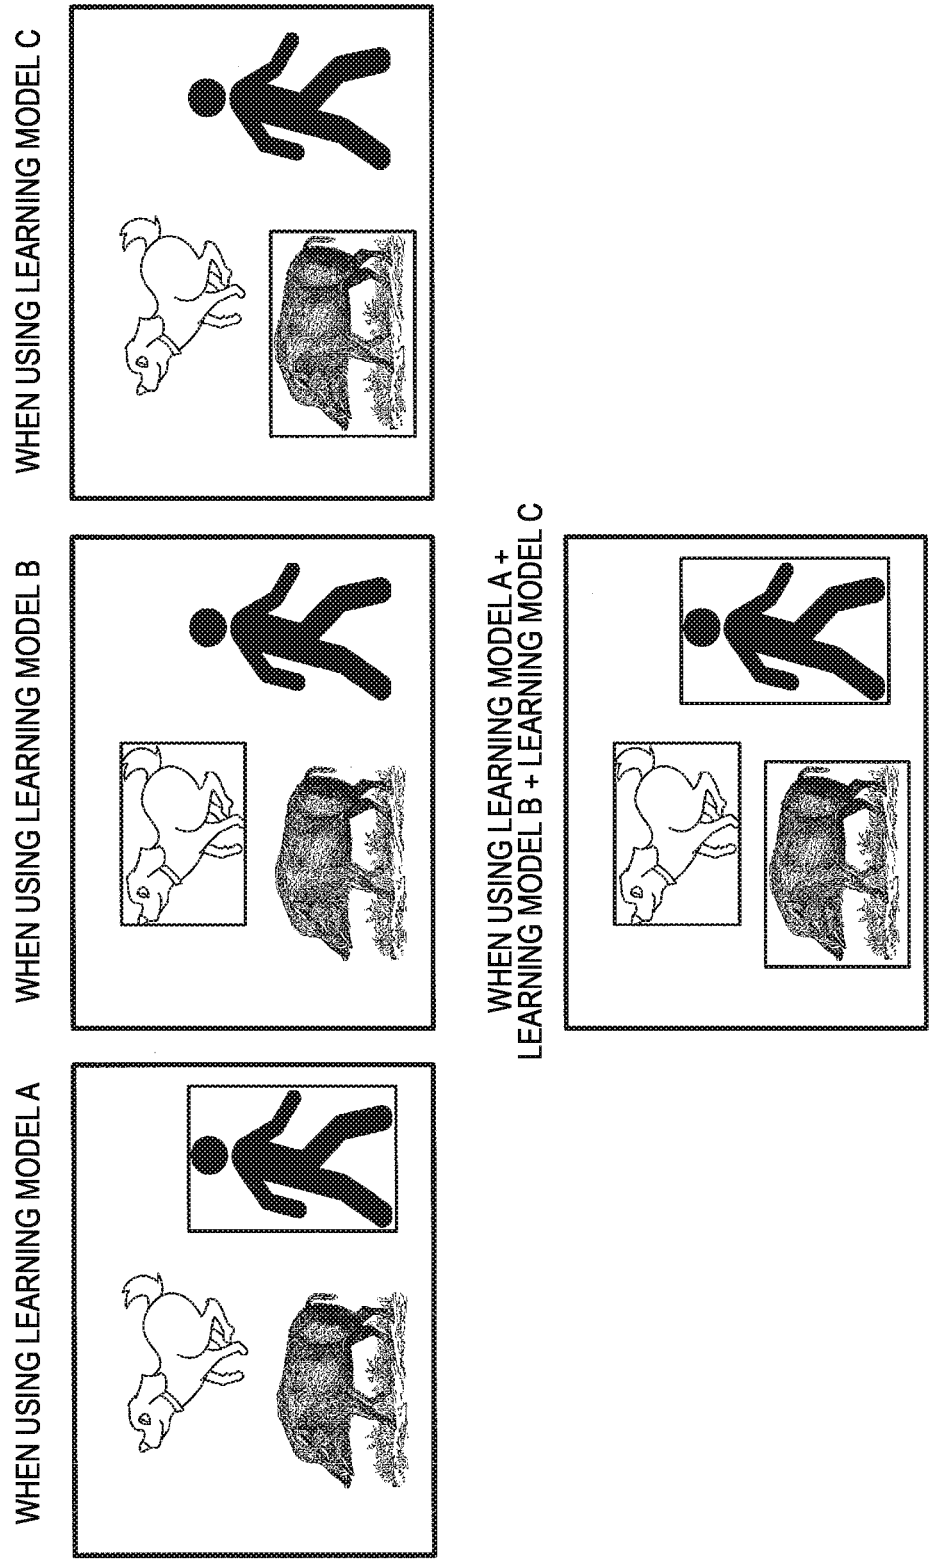 WHEN USING LEARNING MODEL A
WHEN USING LEARNING MODEL B
WHEN USING LEARNING MODEL C
WHEN USING LEARNING MODEL A +
LEARNING MODEL B + LEARNING MODEL C